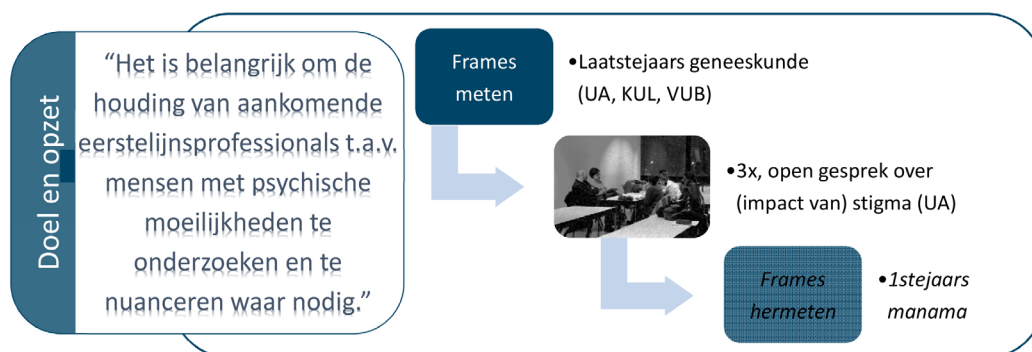 Doel en opzet
“Het is belangrijk om de
houding van aankomende
eerstelijnsprofessionals t.a.v.
mensen met psychische
moeilijkheden te
onderzoeken en te
nuanceren waar nodig.”
Frames
meten
•Laatstejaars geneeskunde
(UA, KUL, VUB)
•3x, open gesprek over
(impact van) stigma (UA)
Frames
hermeten
•1stejaars
manama